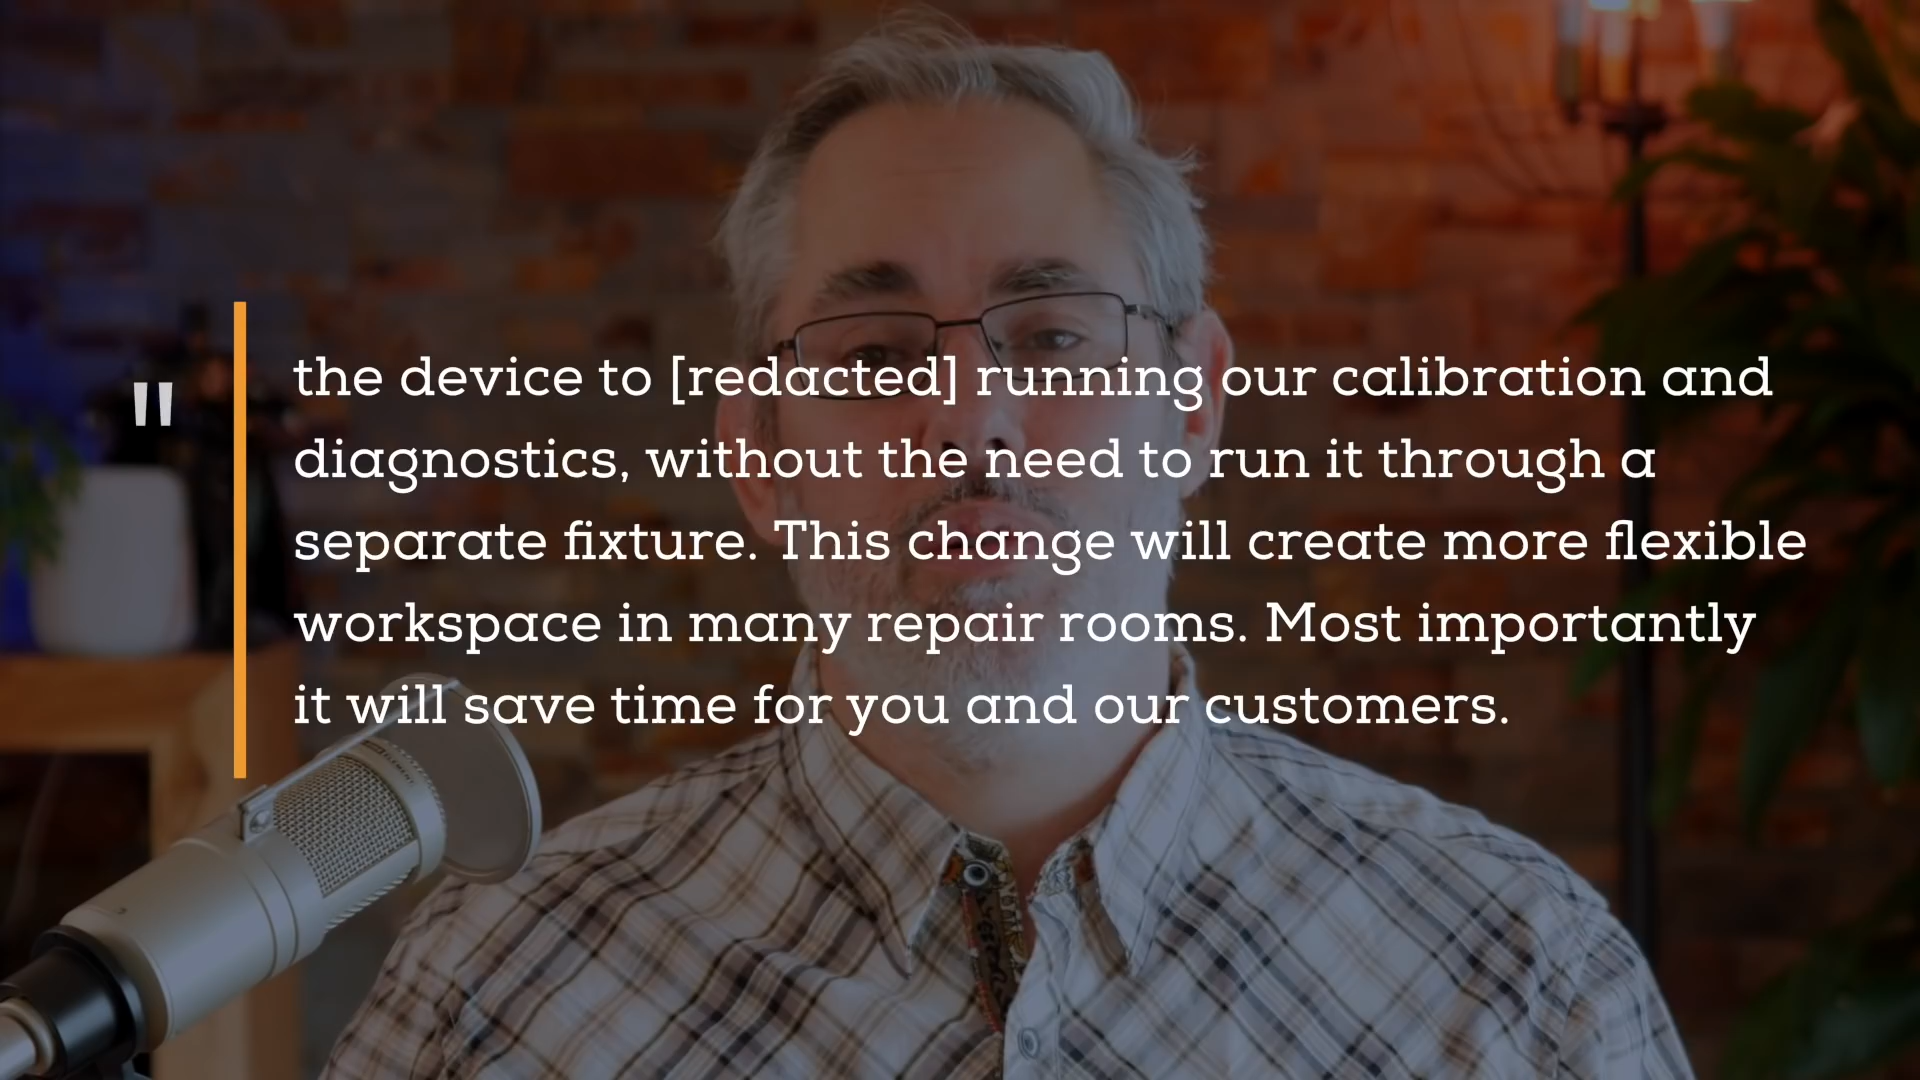 "
the device to [redacted] running our calibration and
diagnostics, without the need to run it through a
separate fixture. This change will create more flexible
workspace in many repair rooms. Most importantly
it will save time for you and our customers.